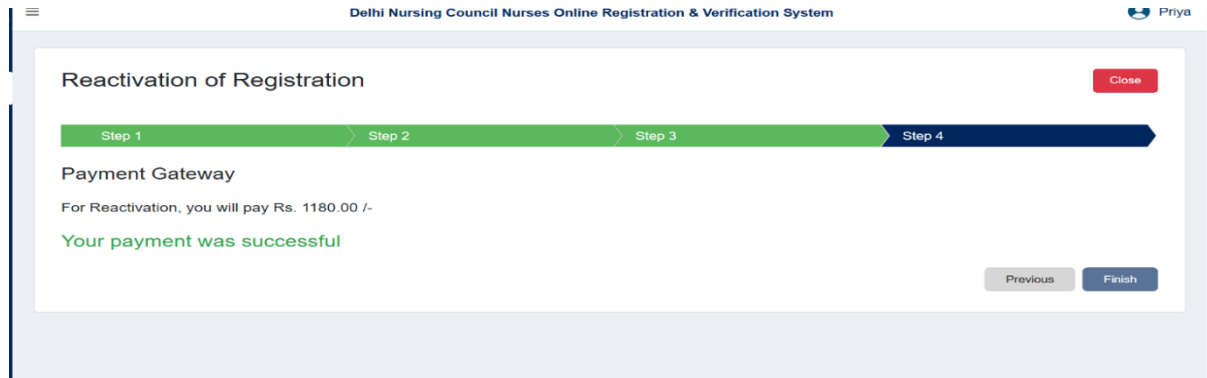 Delhi Nursing Council Nurses Online Registration & Verification System
Priya
Reactivation of Registration
Close
Step 1
Step 2
Step 3
Step 4
Payment Gateway
For Reactivation, you will pay Rs. 1180.00 /-
Your payment was successful
Previous
Finish